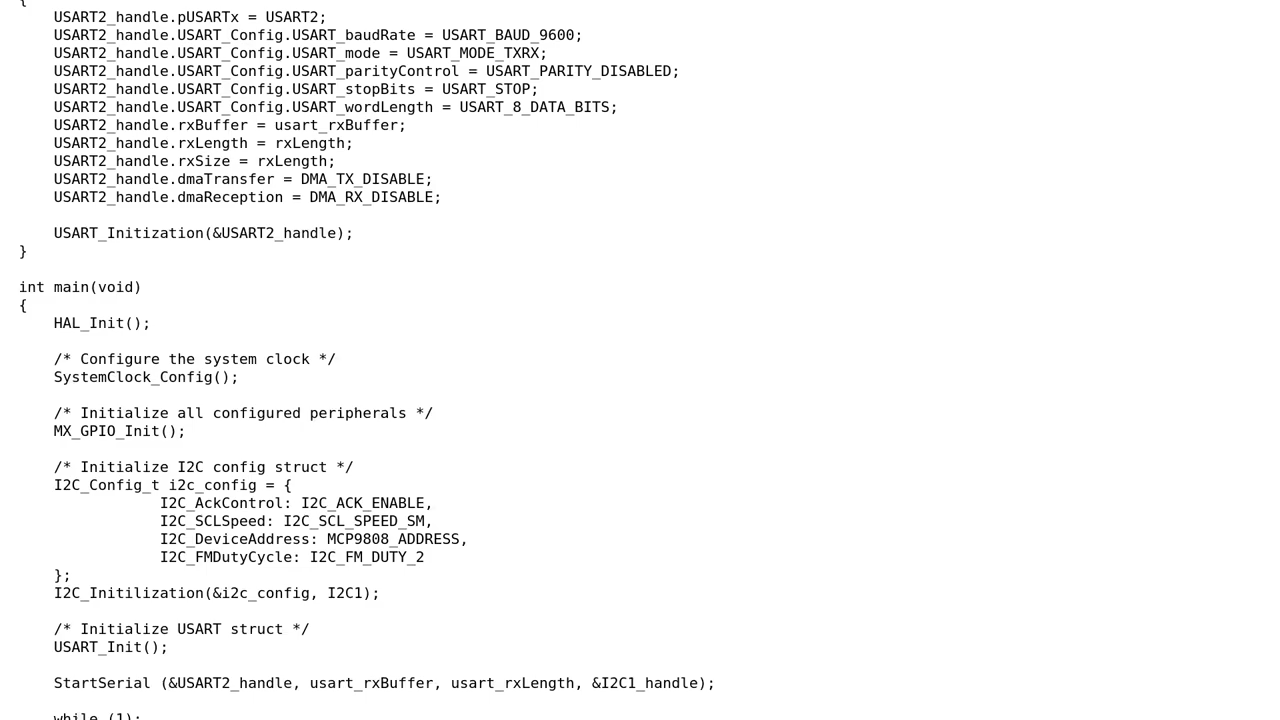 {
USART2_handle.pUSARTx = USART2;
USART2_handle.USART_Config.USART_baudRate = USART_BAUD_9600;
USART2_handle.USART_Config.USART_mode = USART_MODE_TXRX;
USART2_handle.USART_Config.USART_parityControl = USART_PARITY_DISABLED;
USART2_handle.USART_Config.USART_stopBits = USART_STOP;
USART2_handle.USART_Config.USART_wordLength = USART_8_DATA_BITS;
USART2_handle.rxBuffer = usart_rxBuffer;
USART2_handle.rxLength = rxLength;
USART2_handle.rxSize = rxLength;
USART2_handle.dmaTransfer = DMA_TX_DISABLE;
USART2_handle.dmaReception = DMA_RX_DISABLE;
USART_Initization(&USART2_handle);
}
int main(void)
{
HAL_Init();
/* Configure the system clock */
SystemClock_Config();
/* Initialize all configured peripherals */
MX_GPIO_Init();
/* Initialize I2C config struct */
I2C_Config_t i2c_config = {
I2C_AckControl: I2C_ACK_ENABLE,
I2C_SCLSpeed: I2C_SCL_SPEED_SM,
I2C_DeviceAddress: MCP9808_ADDRESS,
I2C_FMDutyCycle: I2C_FM_DUTY_2
};
I2C_Initilization(&i2c_config, I2C1);
/* Initialize USART struct */
USART_Init();
StartSerial (&USART2_handle, usart_rxBuffer, usart_rxLength, &I2C1_handle);
while (1);